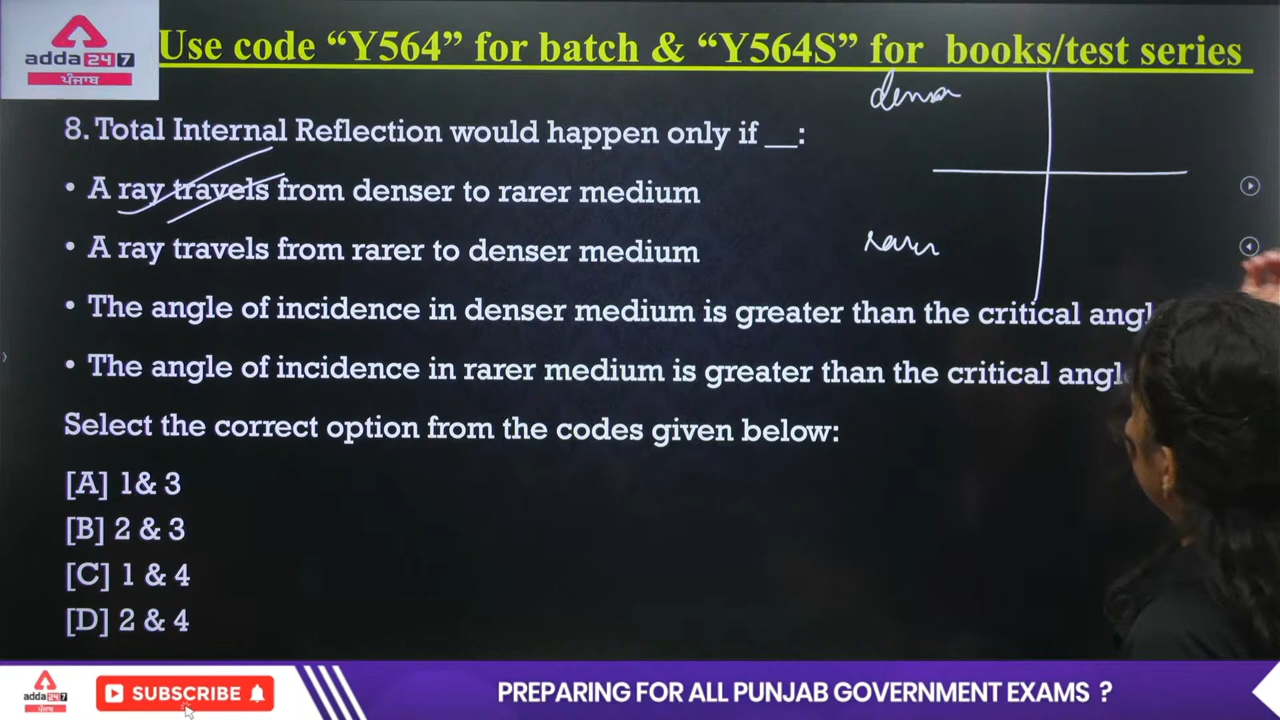 adda 247
ਪੰਜਾਬ
Use code “Y564” for batch & “Y564S” for books/test series
denser
8. Total Internal Reflection would happen only if __:
• A ray travels from denser to rarer medium
• A ray travels from rarer to denser medium
rarer
• The angle of incidence in denser medium is greater than the critical
• The angle of incidence in rarer medium is greater than the critical
Select the correct option from the codes given below:
[A] 1& 3
[B] 2 & 3
[C] 1 & 4
[D] 2 & 4
adda247
ਪੰਜਾਬ
SUBSCRIBE
PREPARING FOR ALL PUNJAB GOVERNMENT EXAMS ?